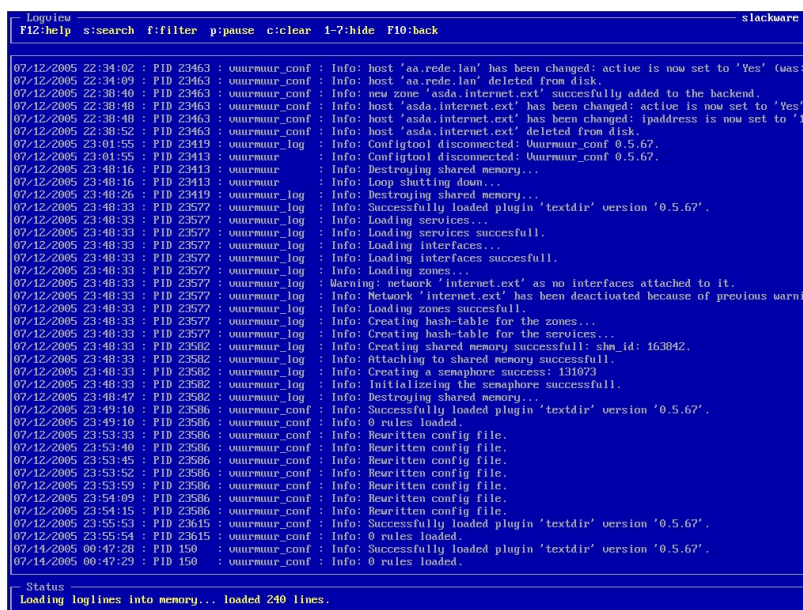 Logview slackware
F12:help s:search f:filter p:pause c:clear 1-7:hide F10:back
07/12/2005 22:34:02 : PID 23463 : vuurmuur_conf : Info: host 'aa.rede.lan' has been changed: active is now set to 'Yes' (was:
07/12/2005 22:34:09 : PID 23463 : vuurmuur_conf : Info: host 'aa.rede.lan' deleted from disk.
07/12/2005 22:38:40 : PID 23463 : vuurmuur_conf : Info: new zone 'asda.internet.ext' succesfully added to the backend.
07/12/2005 22:38:48 : PID 23463 : vuurmuur_conf : Info: host 'asda.internet.ext' has been changed: active is now set to 'Yes'
07/12/2005 22:38:48 : PID 23463 : vuurmuur_conf : Info: host 'asda.internet.ext' has been changed: ipaddress is now set to '1
07/12/2005 22:38:52 : PID 23463 : vuurmuur_conf : Info: host 'asda.internet.ext' deleted from disk.
07/12/2005 23:01:55 : PID 23419 : vuurmuur_log : Info: Configtool disconnected: Vuurmuur_conf 0.5.67.
07/12/2005 23:01:55 : PID 23413 : vuurmuur : Info: Configtool disconnected: Vuurmuur_conf 0.5.67.
07/12/2005 23:48:16 : PID 23413 : vuurmuur : Info: Destroying shared memory...
07/12/2005 23:48:16 : PID 23413 : vuurmuur : Info: Loop shutting down...
07/12/2005 23:48:26 : PID 23419 : vuurmuur_log : Info: Destroying shared memory...
07/12/2005 23:48:33 : PID 23577 : vuurmuur_log : Info: Successfully loaded plugin 'textdir' version '0.5.67'.
07/12/2005 23:48:33 : PID 23577 : vuurmuur_log : Info: Loading services...
07/12/2005 23:48:33 : PID 23577 : vuurmuur_log : Info: Loading services succesfull.
07/12/2005 23:48:33 : PID 23577 : vuurmuur_log : Info: Loading interfaces...
07/12/2005 23:48:33 : PID 23577 : vuurmuur_log : Info: Loading interfaces succesfull.
07/12/2005 23:48:33 : PID 23577 : vuurmuur_log : Info: Loading zones...
07/12/2005 23:48:33 : PID 23577 : vuurmuur_log : Warning: network 'internet.ext' as no interfaces attached to it.
07/12/2005 23:48:33 : PID 23577 : vuurmuur_log : Info: Network 'internet.ext' has been deactivated because of previous warni
07/12/2005 23:48:33 : PID 23577 : vuurmuur_log : Info: Loading zones succesfull.
07/12/2005 23:48:33 : PID 23577 : vuurmuur_log : Info: Creating hash-table for the zones...
07/12/2005 23:48:33 : PID 23577 : vuurmuur_log : Info: Creating hash-table for the services...
07/12/2005 23:48:33 : PID 23582 : vuurmuur_log : Info: Creating shared memory successfull: shm_id: 163842.
07/12/2005 23:48:33 : PID 23582 : vuurmuur_log : Info: Attaching to shared memory successfull.
07/12/2005 23:48:33 : PID 23582 : vuurmuur_log : Info: Creating a semaphore success: 131073
07/12/2005 23:48:33 : PID 23582 : vuurmuur_log : Info: Initializeing the semaphore successfull.
07/12/2005 23:48:47 : PID 23582 : vuurmuur_log : Info: Destroying shared memory...
07/12/2005 23:49:10 : PID 23586 : vuurmuur_conf : Info: Successfully loaded plugin 'textdir' version '0.5.67'.
07/12/2005 23:49:10 : PID 23586 : vuurmuur_conf : Info: 0 rules loaded.
07/12/2005 23:53:33 : PID 23586 : vuurmuur_conf : Info: Rewritten config file.
07/12/2005 23:53:40 : PID 23586 : vuurmuur_conf : Info: Rewritten config file.
07/12/2005 23:53:45 : PID 23586 : vuurmuur_conf : Info: Rewritten config file.
07/12/2005 23:53:52 : PID 23586 : vuurmuur_conf : Info: Rewritten config file.
07/12/2005 23:53:59 : PID 23586 : vuurmuur_conf : Info: Rewritten config file.
07/12/2005 23:54:09 : PID 23586 : vuurmuur_conf : Info: Rewritten config file.
07/12/2005 23:54:15 : PID 23586 : vuurmuur_conf : Info: Rewritten config file.
07/12/2005 23:55:53 : PID 23615 : vuurmuur_conf : Info: Successfully loaded plugin 'textdir' version '0.5.67'.
07/12/2005 23:55:54 : PID 23615 : vuurmuur_conf : Info: 0 rules loaded.
07/14/2005 00:47:28 : PID 150 : vuurmuur_conf : Info: Successfully loaded plugin 'textdir' version '0.5.67'.
07/14/2005 00:47:29 : PID 150 : vuurmuur_conf : Info: 0 rules loaded.
Status
Loading loglines into memory... loaded 240 lines.